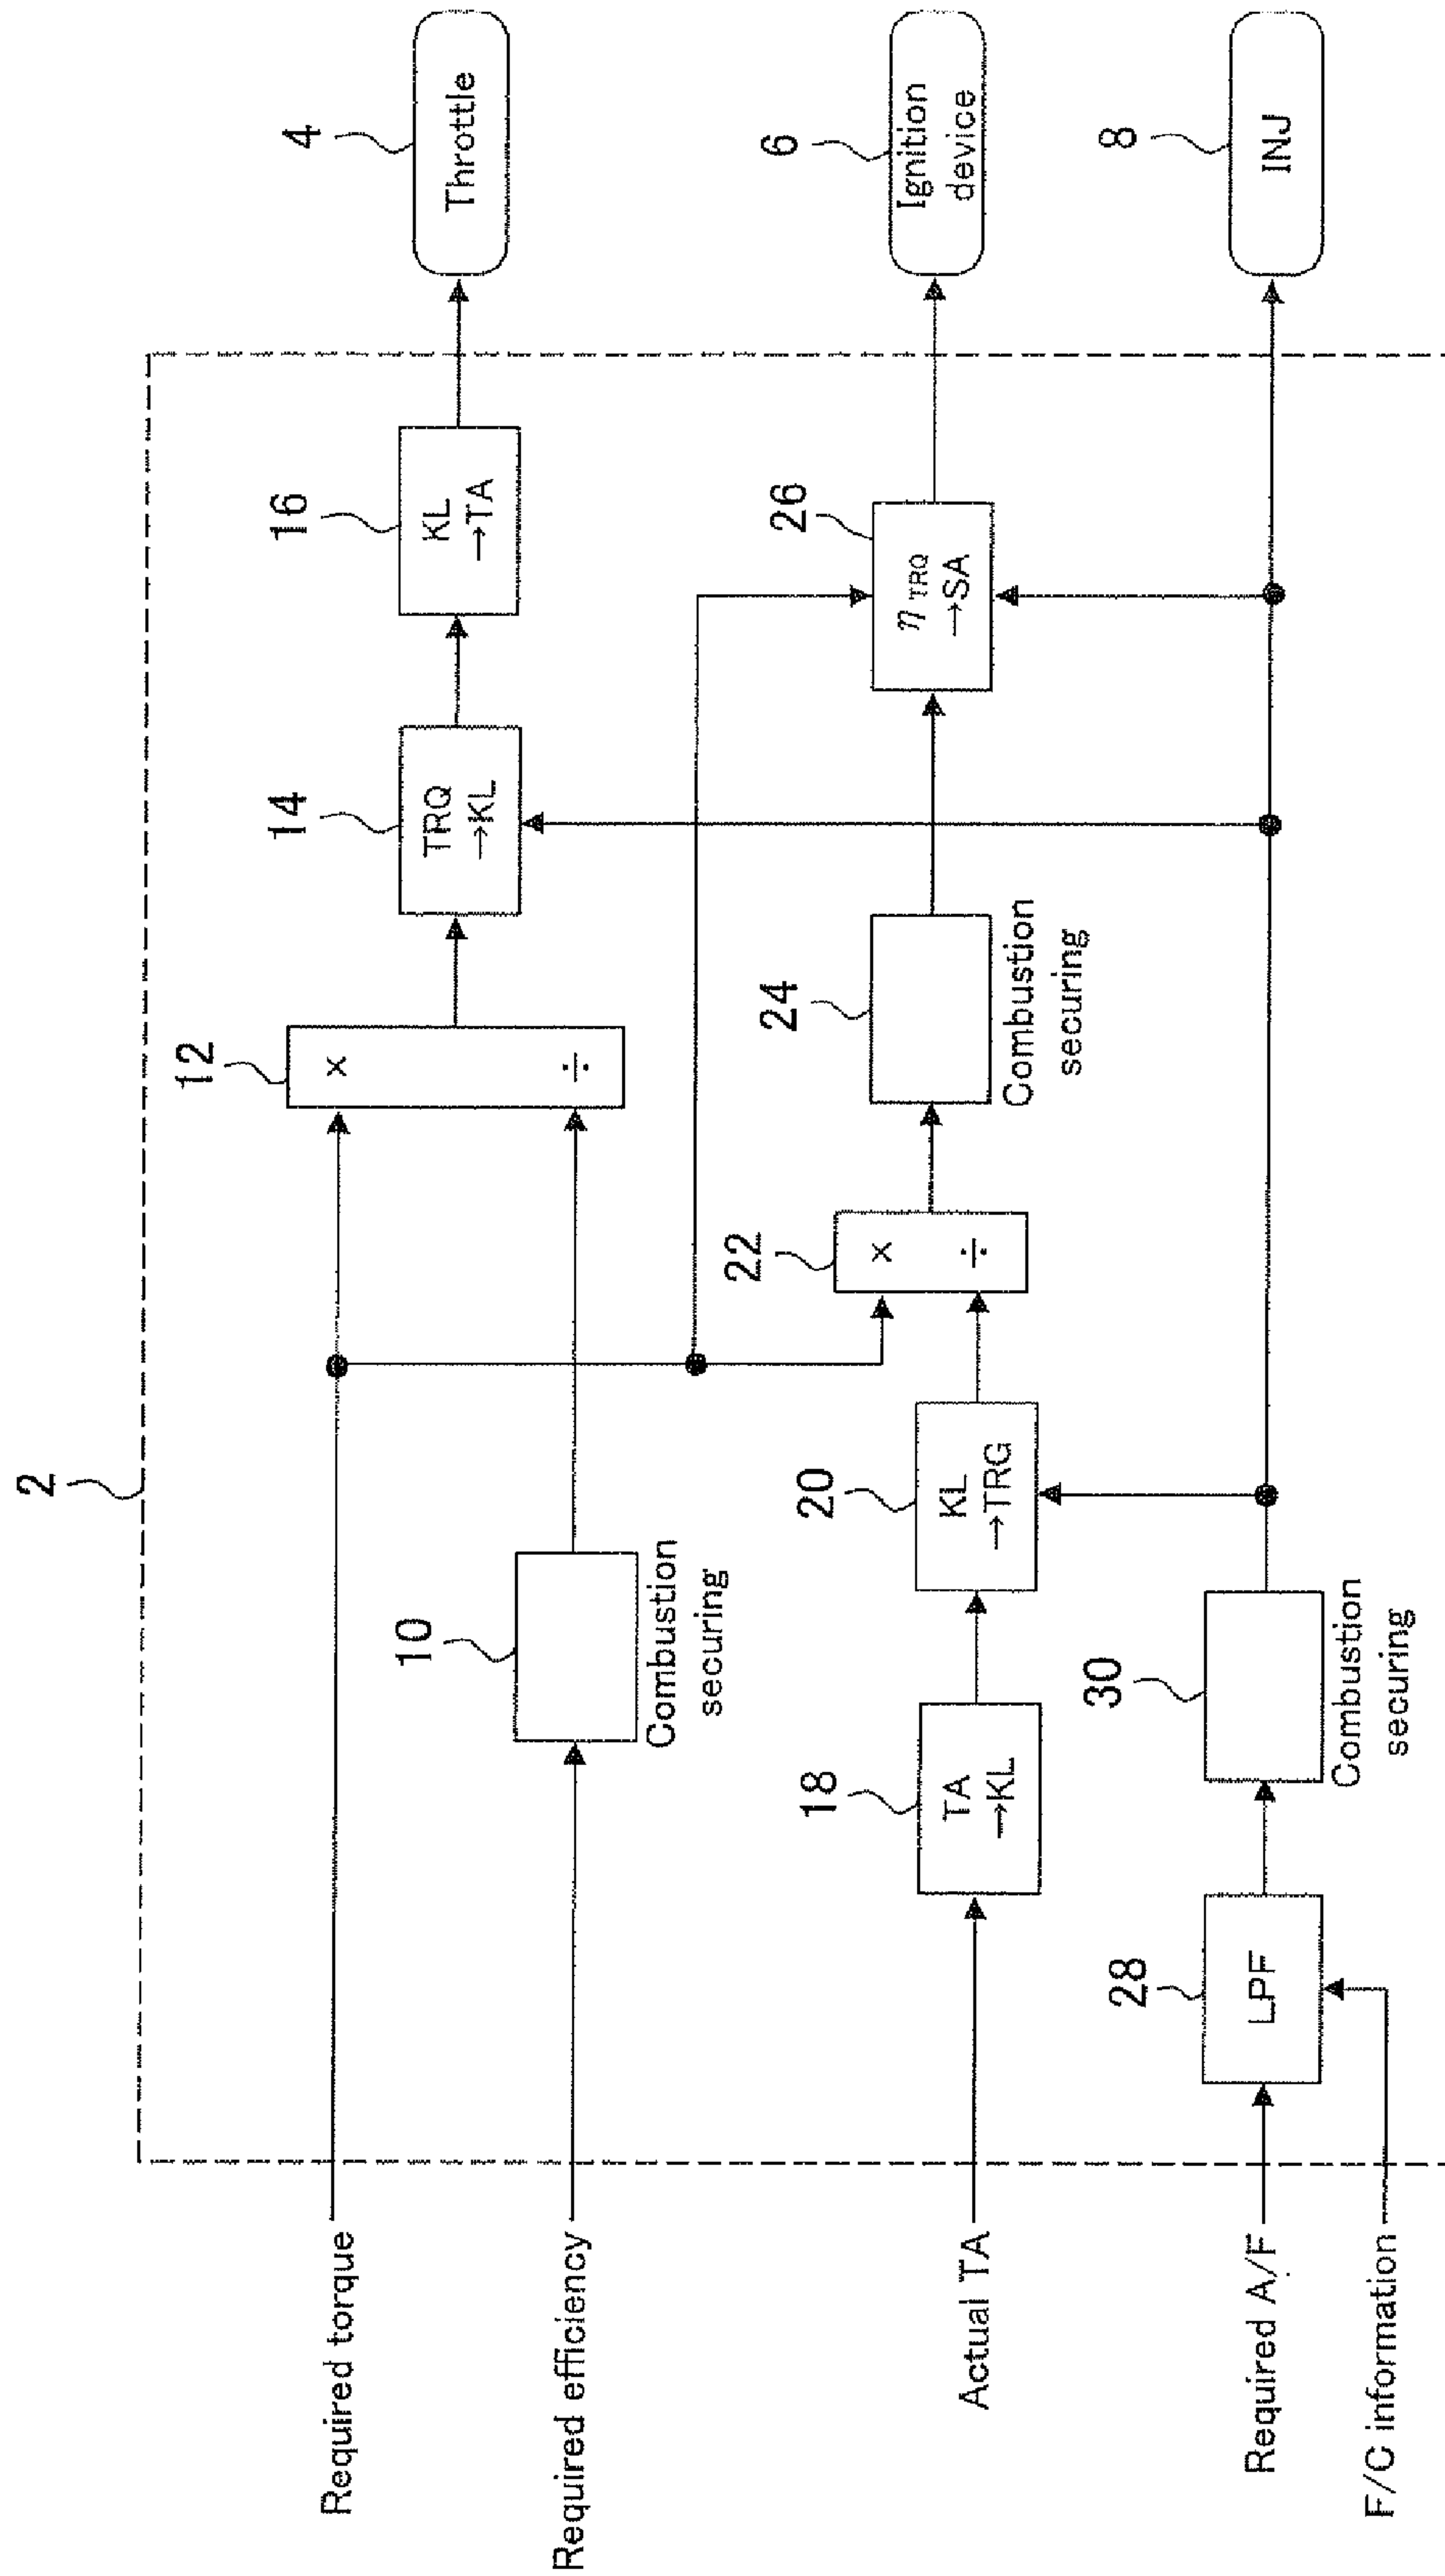 2
Required torque
12
×
÷
14
TRQ
→KL
16
KL
→TA
4
Throttle
Required efficiency
10
Combustion
securing
Actual TA
18
TA
→KL
20
KL
→TRG
22
×
÷
24
Combustion
securing
26
ηTRQ
→SA
6
Ignition
device
Required A/F
F/C information
28
LPF
30
Combustion
securing
8
INJ